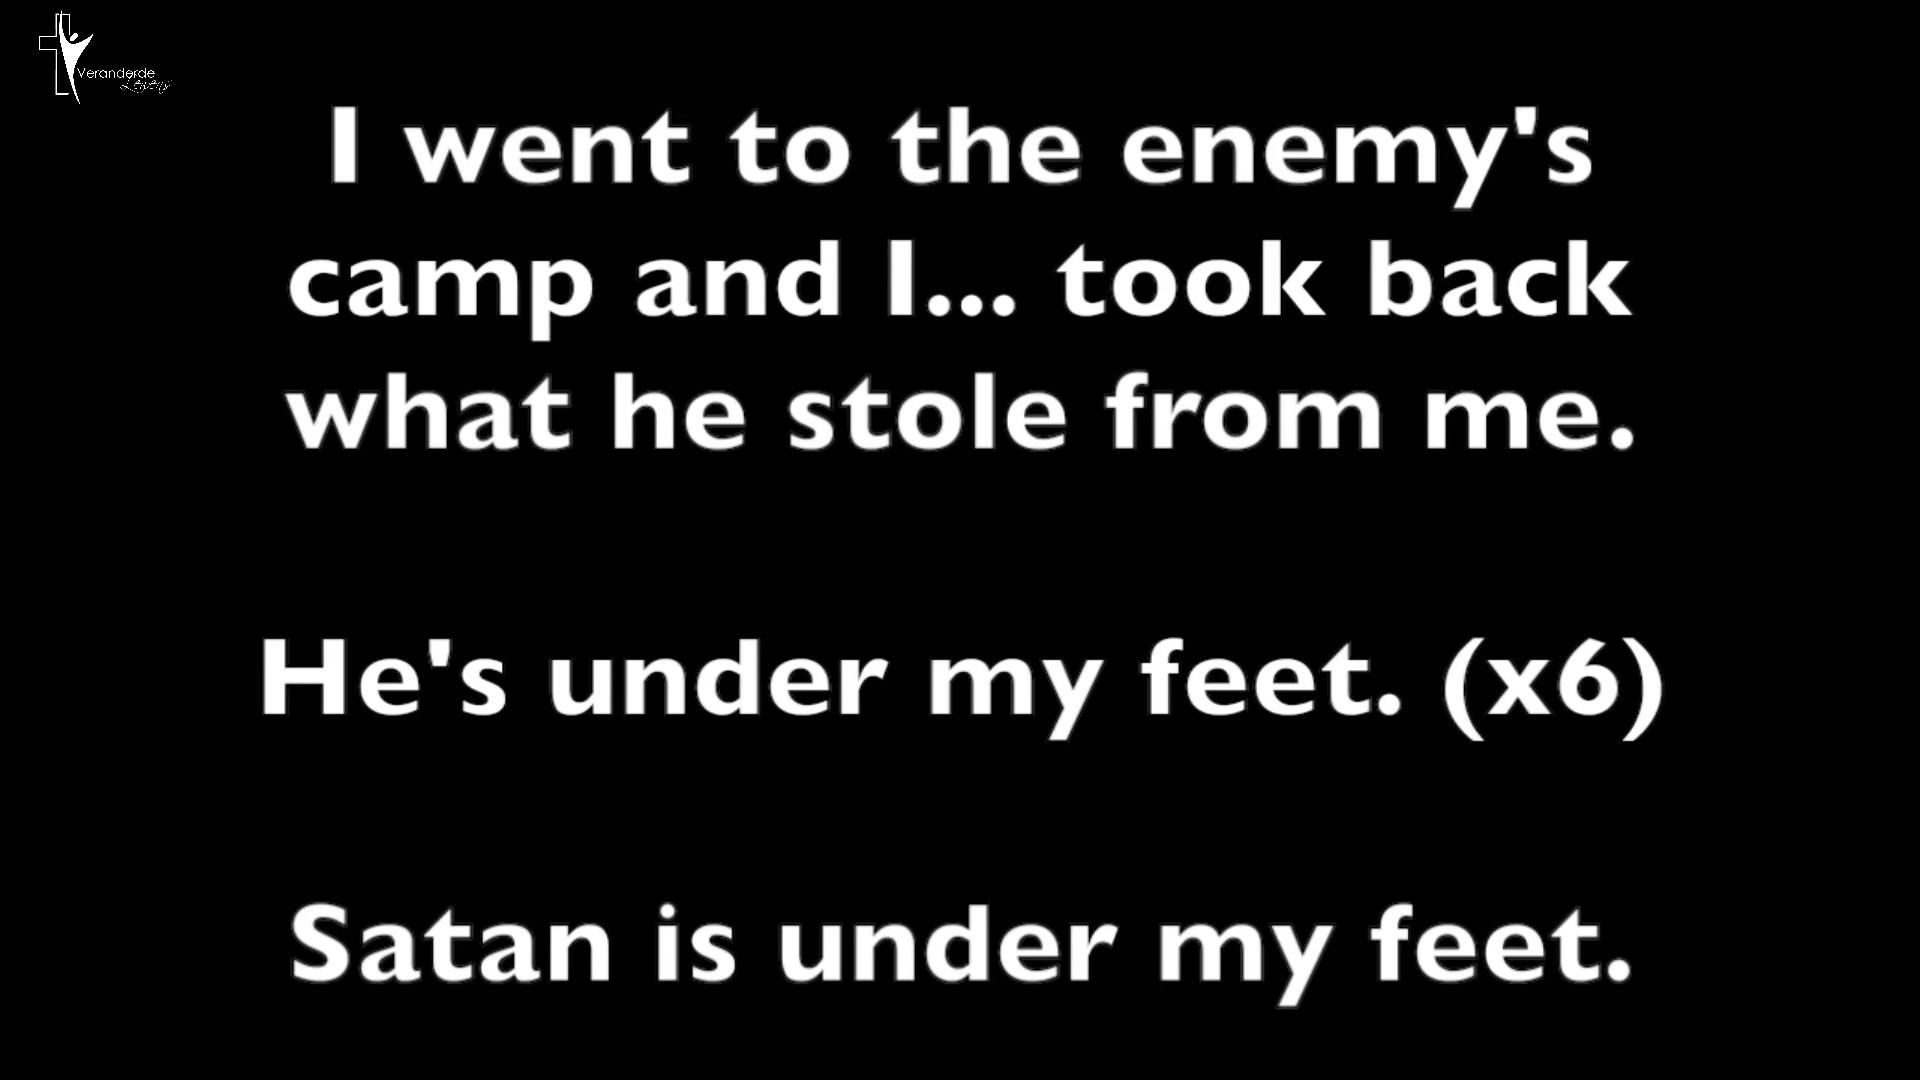 Veranderde
Levens
I went to the enemy's
camp and I... took back
what he stole from me.
He's under my feet. (x6)
Satan is under my feet.